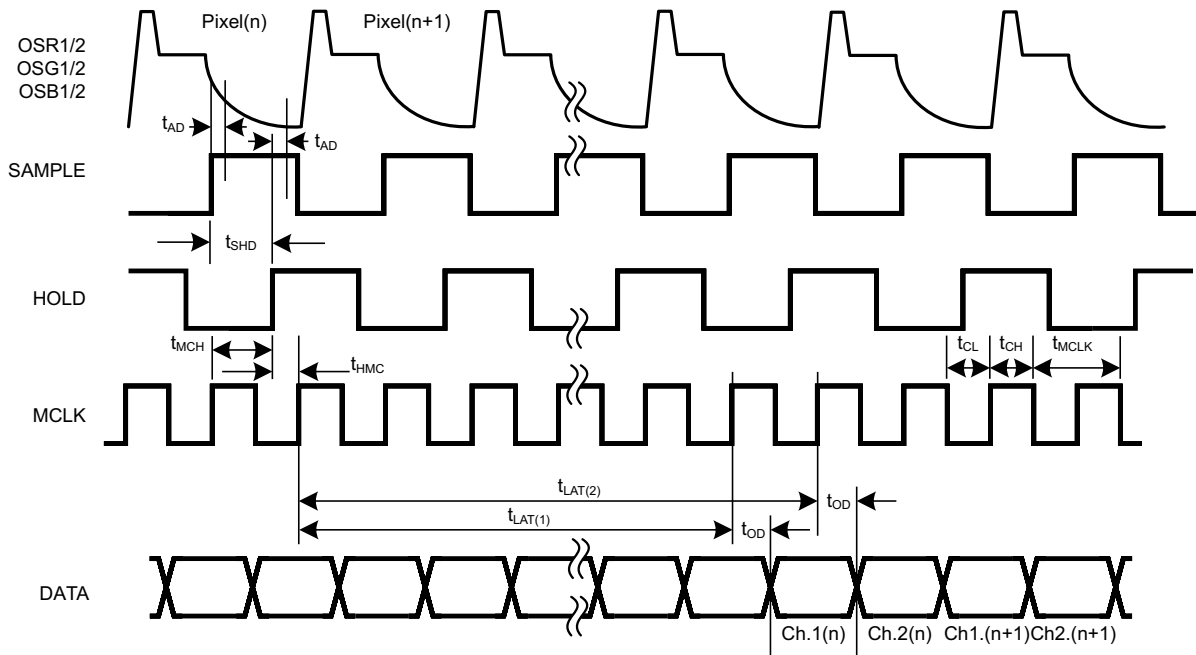 Pixel(n) Pixel(n+1)
OSR1/2
OSG1/2
OSB1/2
tAD
tAD
SAMPLE
tSHD
HOLD
tMCH
tHMC
tCL tCH tMCLK
MCLK
tLAT(2)
tOD
tLAT(1)
tOD
DATA
Ch.1(n) Ch.2(n) Ch1.(n+1) Ch2.(n+1)